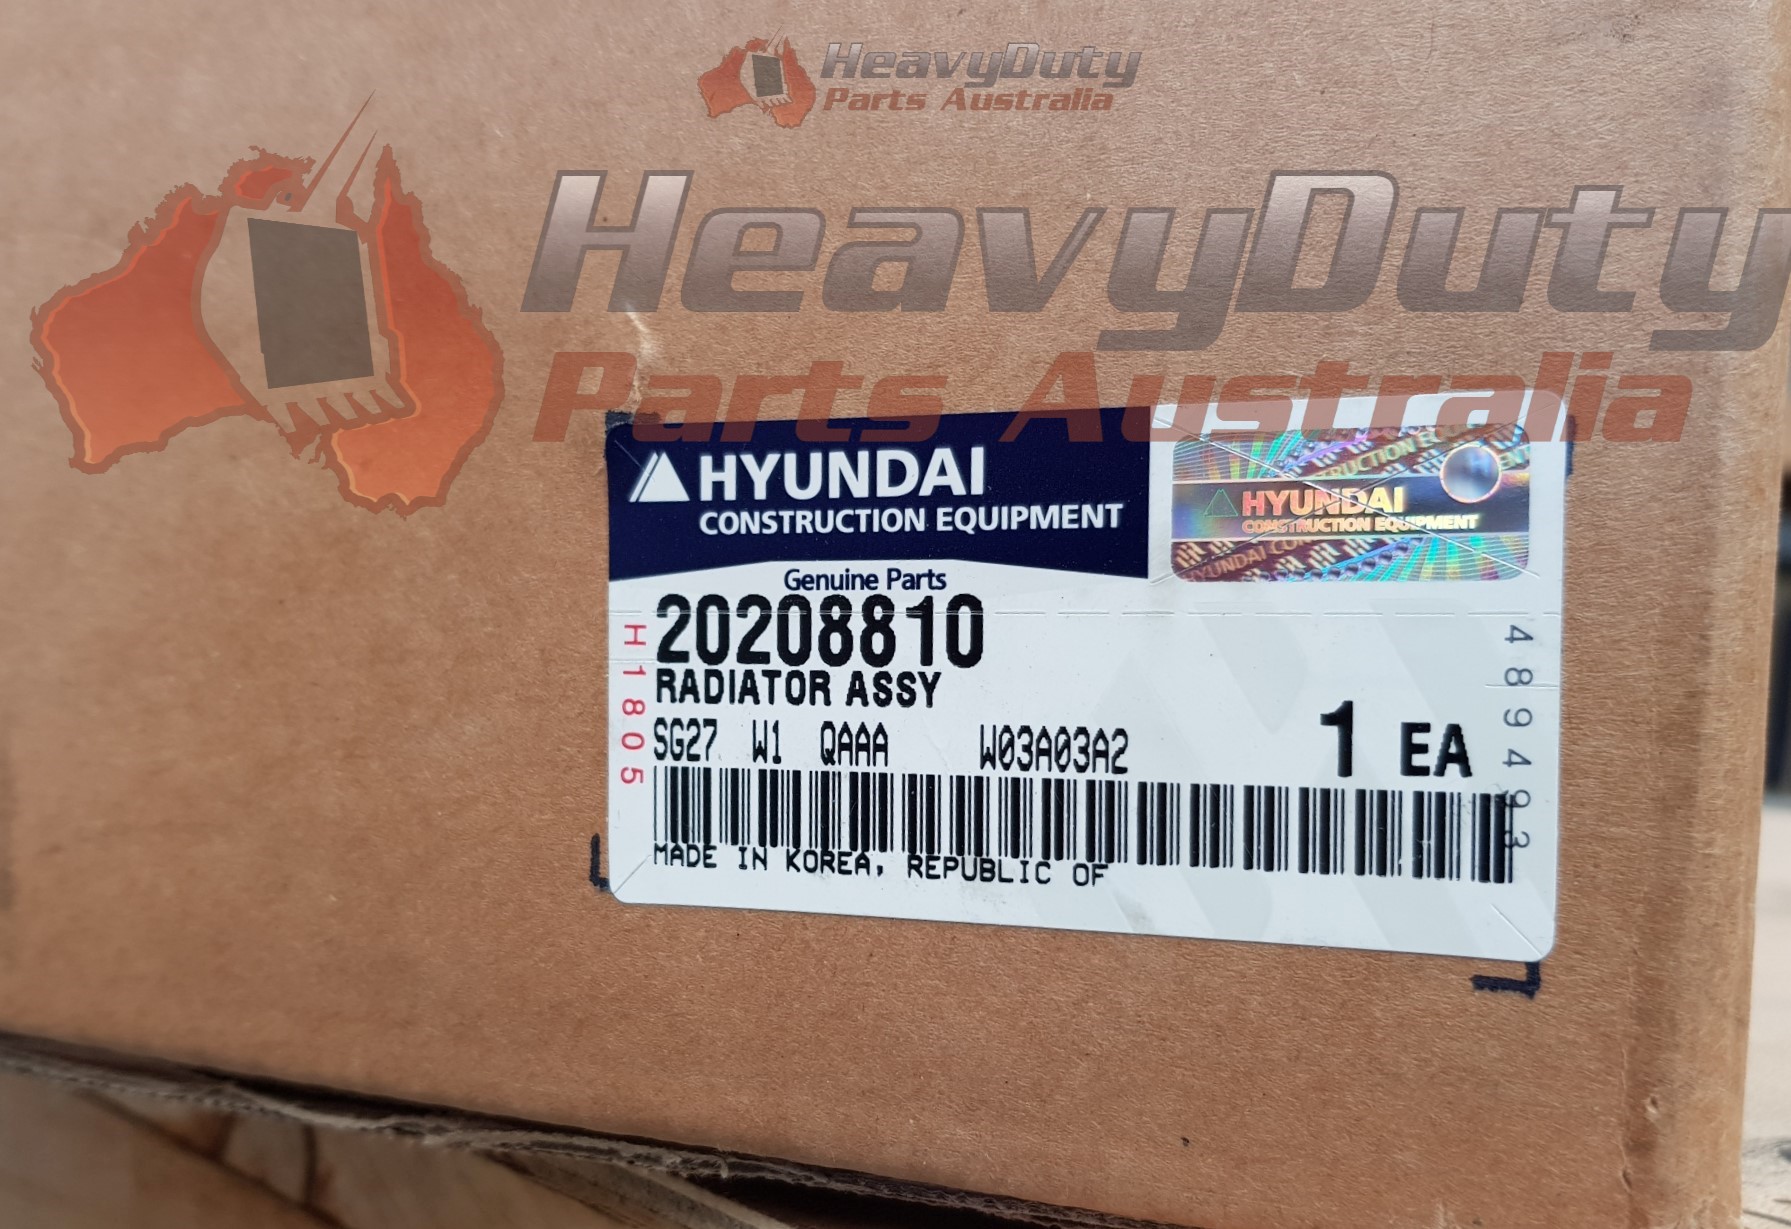 HeavyDuty
Parts Australia
HeavyDuty
Parts Australia
HYUNDAI
CONSTRUCTION EQUIPMENT
Genuine Parts
HYUNDAI
CONSTRUCTION EQUIPMENT
20208810
RADIATOR ASSY
SG27 W1 QAAA W03A03A2
1 EA
MADE IN KOREA, REPUBLIC OF
H1805
489493